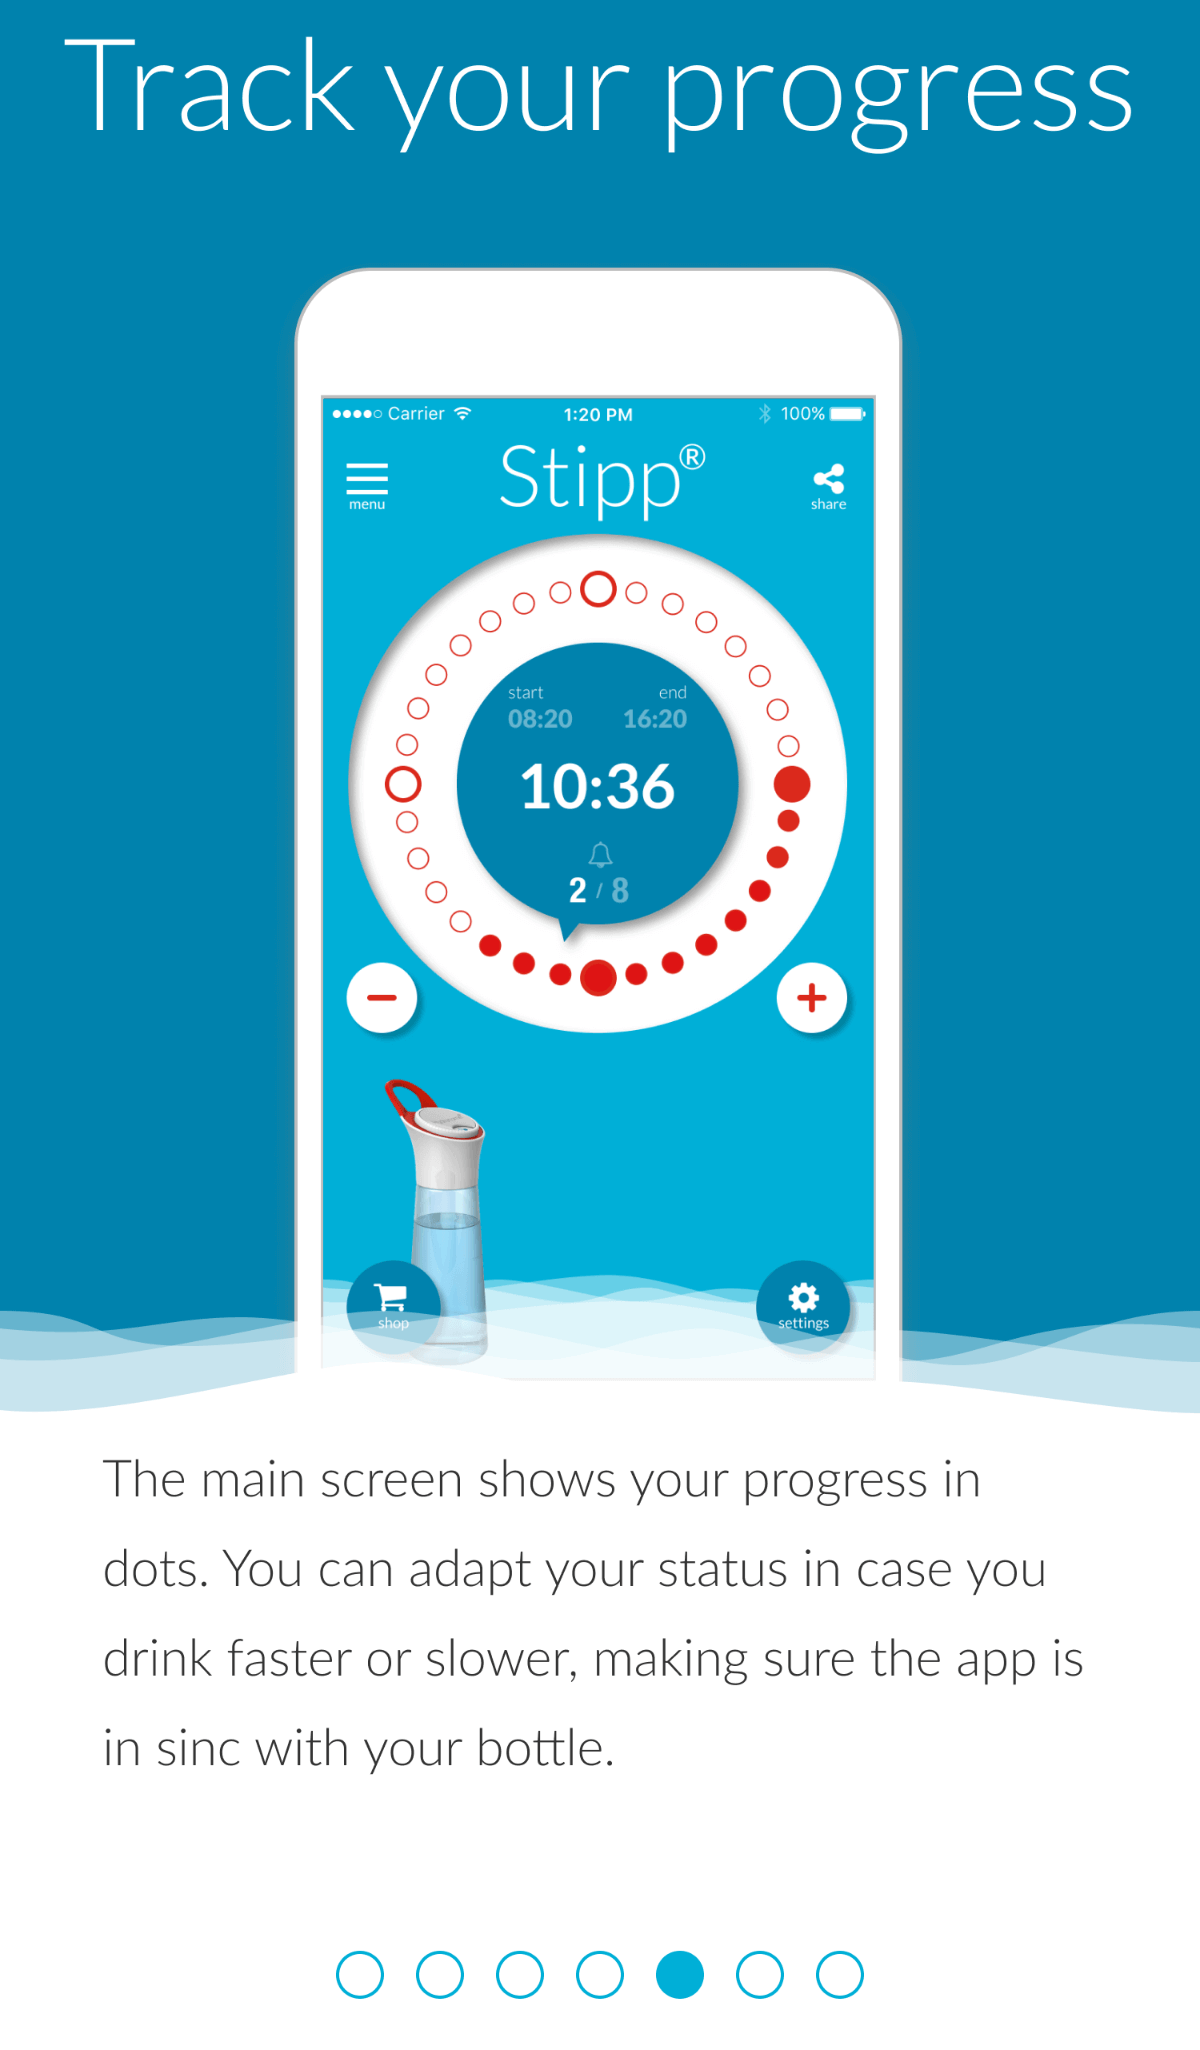 Track your progress
Carrier 1:20 PM 100%
Stipp®
menu share
start end
08:20 16:20
10:36
2 / 8
shop settings
The main screen shows your progress in
dots. You can adapt your status in case you
drink faster or slower, making sure the app is
in sinc with your bottle.